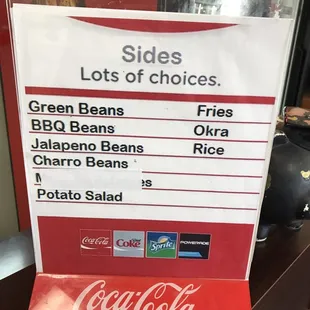 Sides
Lots of choices.
Green Beans Fries
BBQ Beans Okra
Jalapeno Beans Rice
Charro Beans
Potato Salad
Coca-Cola Diet Coke Sprite POWERADE
Coca-Cola